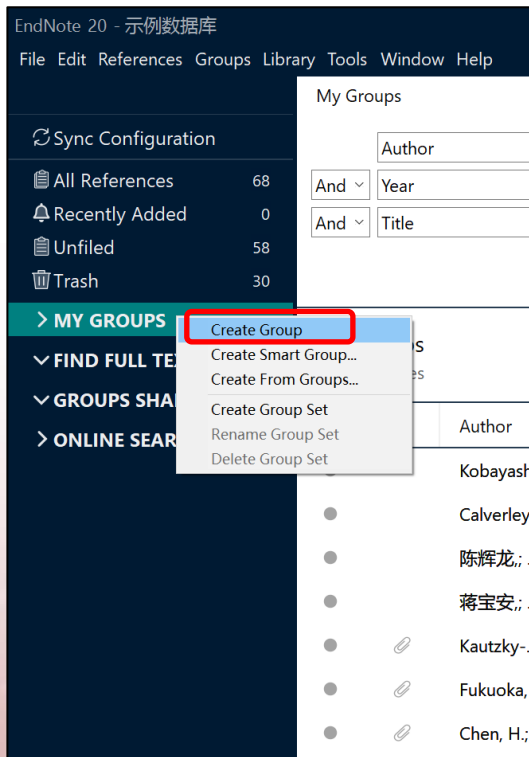 EndNote 20 - 示例数据库
File Edit References Groups Library Tools Window Help
My Groups
Sync Configuration
Author
All References 68
And Year
Recently Added 0
And Title
Unfiled 58
Trash 30
MY GROUPS
Create Group
Create Smart Group...
Create From Groups...
Create Group Set
Rename Group Set
Delete Group Set
FIND FULL TE
GROUPS SHA
ONLINE SEAR
Author
Kobayash
Calverley
陈辉龙,; .
蒋宝安,; .
Kautzky-.
Fukuoka,
Chen, H.;